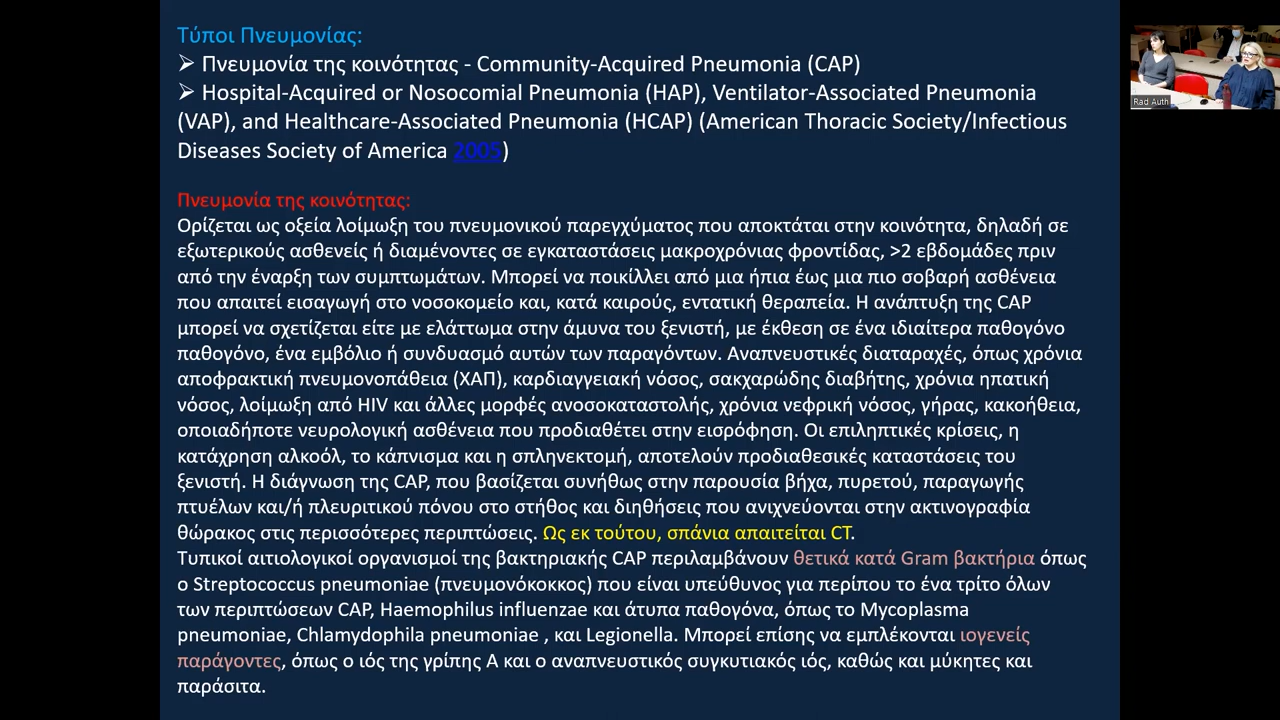 Τύποι Πνευμονίας:
➢ Πνευμονία της κοινότητας - Community-Acquired Pneumonia (CAP)
➢ Hospital-Acquired or Nosocomial Pneumonia (HAP), Ventilator-Associated Pneumonia
(VAP), and Healthcare-Associated Pneumonia (HCAP) (American Thoracic Society/Infectious
Diseases Society of America 2005)
Πνευμονία της κοινότητας:
Ορίζεται ως οξεία λοίμωξη του πνευμονικού παρεγχύματος που αποκτάται στην κοινότητα, δηλαδή σε
εξωτερικούς ασθενείς ή διαμένοντες σε εγκαταστάσεις μακροχρόνιας φροντίδας, >2 εβδομάδες πριν
από την έναρξη των συμπτωμάτων. Μπορεί να ποικίλλει από μια ήπια έως μια πιο σοβαρή ασθένεια
που απαιτεί εισαγωγή στο νοσοκομείο και, κατά καιρούς, εντατική θεραπεία. Η ανάπτυξη της CAP
μπορεί να σχετίζεται είτε με ελάττωμα στην άμυνα του ξενιστή, με έκθεση σε ένα ιδιαίτερα παθογόνο
παθογόνο, ένα εμβόλιο ή συνδυασμό αυτών των παραγόντων. Αναπνευστικές διαταραχές, όπως χρόνια
αποφρακτική πνευμονοπάθεια (ΧΑΠ), καρδιαγγειακή νόσος, σακχαρώδης διαβήτης, χρόνια ηπατική
νόσος, λοίμωξη από HIV και άλλες μορφές ανοσοκαταστολής, χρόνια νεφρική νόσος, γήρας, κακοήθεια,
οποιαδήποτε νευρολογική ασθένεια που προδιαθέτει στην εισρόφηση. Οι επιληπτικές κρίσεις, η
κατάχρηση αλκοόλ, το κάπνισμα και η σπληνεκτομή, αποτελούν προδιαθεσικές καταστάσεις του
ξενιστή. Η διάγνωση της CAP, που βασίζεται συνήθως στην παρουσία βήχα, πυρετού, παραγωγής
πτυέλων και/ή πλευριτικού πόνου στο στήθος και διηθήσεις που ανιχνεύονται στην ακτινογραφία
θώρακος στις περισσότερες περιπτώσεις. Ως εκ τούτου, σπάνια απαιτείται CT.
Τυπικοί αιτιολογικοί οργανισμοί της βακτηριακής CAP περιλαμβάνουν θετικά κατά Gram βακτήρια όπως
ο Streptococcus pneumoniae (πνευμονόκοκκος) που είναι υπεύθυνος για περίπου το ένα τρίτο όλων
των περιπτώσεων CAP, Haemophilus influenzae και άτυπα παθογόνα, όπως το Mycoplasma
pneumoniae, Chlamydophila pneumoniae , και Legionella. Μπορεί επίσης να εμπλέκονται ιογενείς
παράγοντες, όπως ο ιός της γρίπης Α και ο αναπνευστικός συγκυτιακός ιός, καθώς και μύκητες και
παράσιτα.
Rad Auth